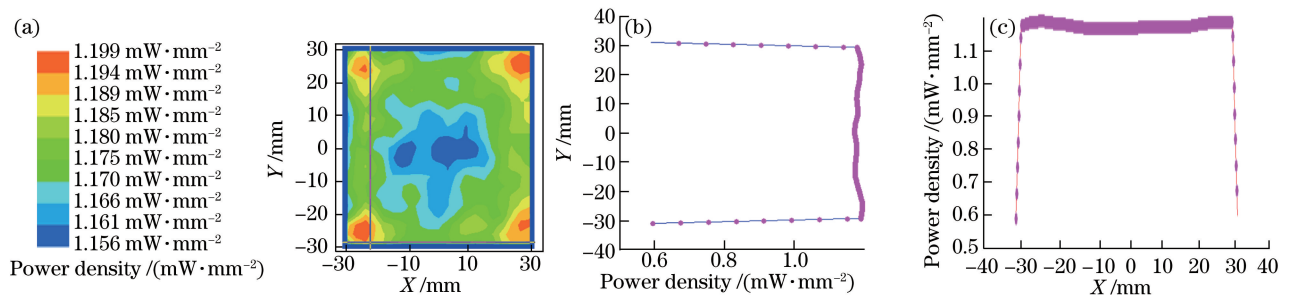 (a)
1.199 mW·mm⁻²
1.194 mW·mm⁻²
1.189 mW·mm⁻²
1.185 mW·mm⁻²
1.180 mW·mm⁻²
1.175 mW·mm⁻²
1.170 mW·mm⁻²
1.166 mW·mm⁻²
1.161 mW·mm⁻²
1.156 mW·mm⁻²
Power density /(mW·mm⁻²)
30
20
10
0
−10
−20
−30
Y /mm
−30 −10 10 30
X /mm
(b)
40
30
20
10
0
−10
−20
−30
−40
Y /mm
0.6 0.8 1.0
Power density /(mW·mm⁻²)
(c)
1.1
1.0
0.9
0.8
0.7
0.6
0.5
Power density /(mW·mm⁻²)
−40 −30 −20 −10 0 10 20 30 40
X /mm